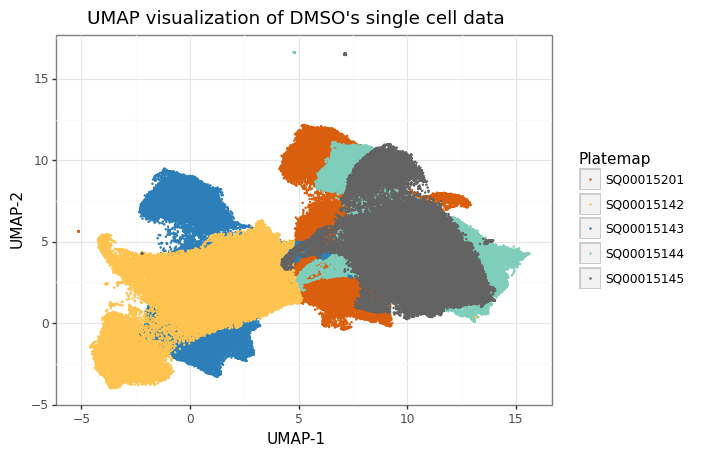 UMAP visualization of DMSO's single cell data
15
10
5
0
−5
−5
0
5
10
15
UMAP-1
UMAP-2
Platemap
SQ00015201
SQ00015142
SQ00015143
SQ00015144
SQ00015145